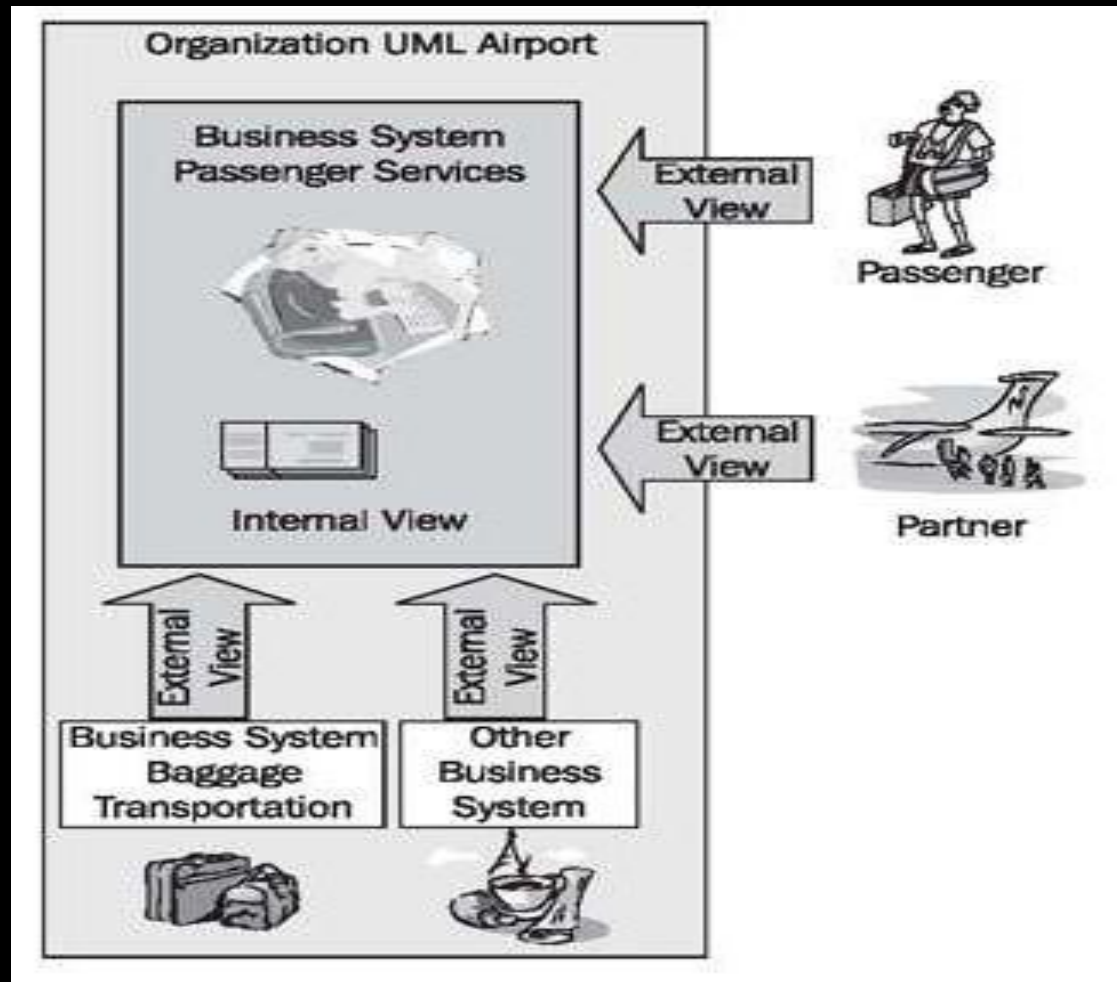 Organization UML Airport
Business System
Passenger Services
External
View
Passenger
External
View
Partner
Internal View
External
View
External
View
Business System
Baggage
Transportation
Other
Business
System